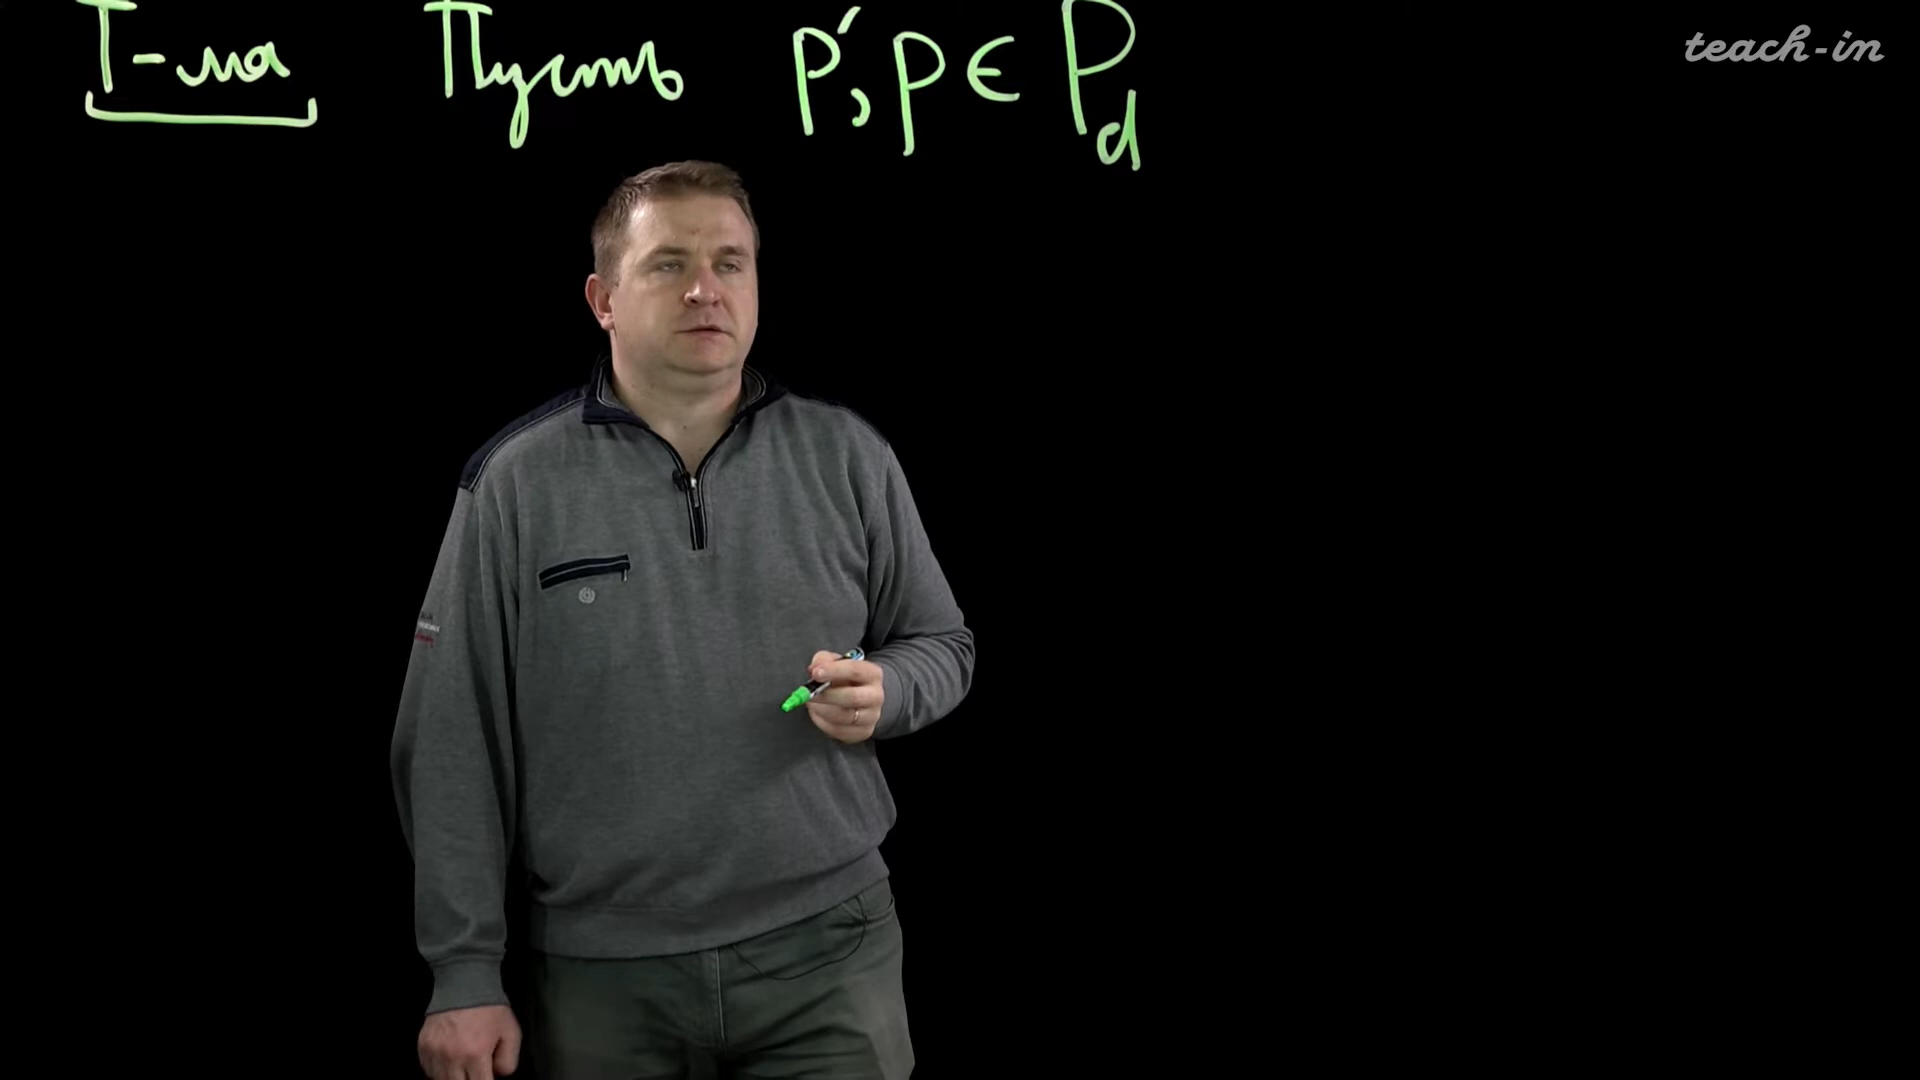 Т-ма Пусть p', p ∈ P_d
teach-in